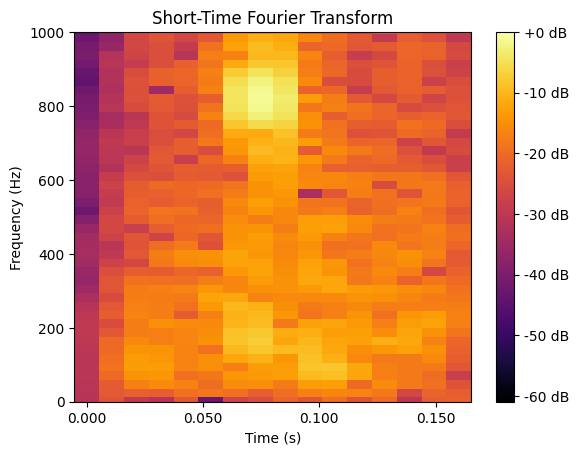 Short-Time Fourier Transform
1000
800
600
400
200
0
Frequency (Hz)
0.000
0.050
0.100
0.150
Time (s)
+0 dB
-10 dB
-20 dB
-30 dB
-40 dB
-50 dB
-60 dB